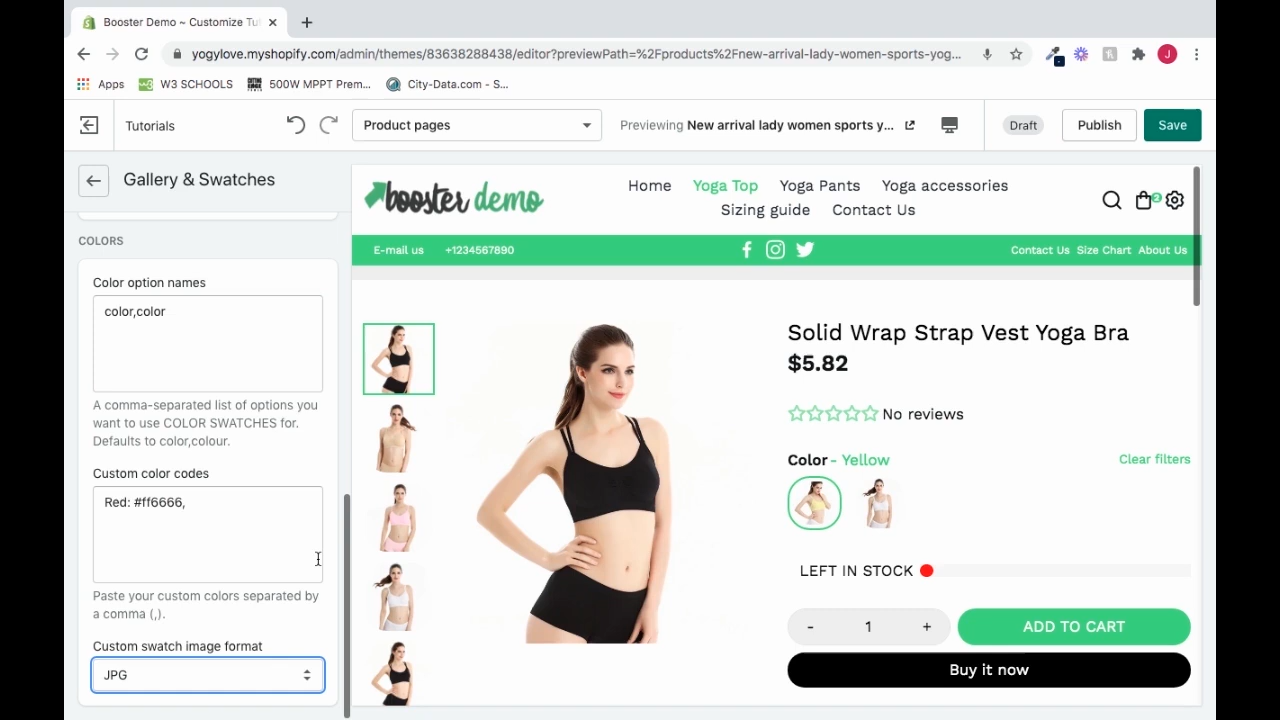 Booster Demo ~ Customize Tu
yogylove.myshopify.com/admin/themes/83638288438/editor?previewPath=%2Fproducts%2Fnew-arrival-lady-women-sports-yog...
J
Apps W3 SCHOOLS 500W MPPT Prem... City-Data.com - S...
Tutorials
Product pages
Previewing New arrival lady women sports y...
Draft
Publish
Save
Gallery & Swatches
COLORS
Color option names
color,color
A comma-separated list of options you
want to use COLOR SWATCHES for.
Defaults to color,colour.
Custom color codes
Red: #ff6666,
Paste your custom colors separated by
a comma (,).
Custom swatch image format
JPG
booster demo
Home Yoga Top Yoga Pants Yoga accessories
Sizing guide Contact Us
2
E-mail us +1234567890
Contact Us Size Chart About Us
Solid Wrap Strap Vest Yoga Bra
$5.82
No reviews
Color - Yellow
Clear filters
LEFT IN STOCK
- 1 +
ADD TO CART
Buy it now